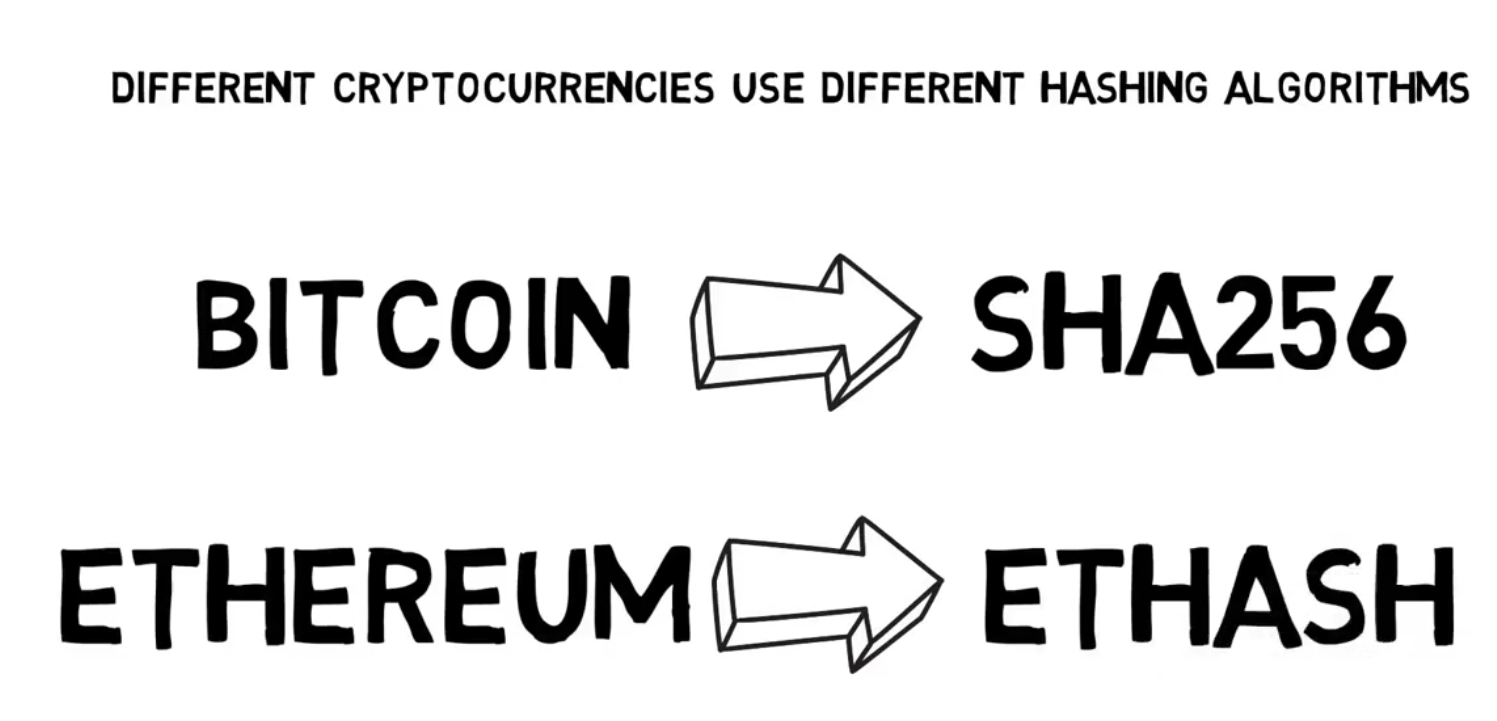 DIFFERENT CRYPTOCURRENCIES USE DIFFERENT HASHING ALGORITHMS
BITCOIN SHA256
ETHEREUM ETHASH